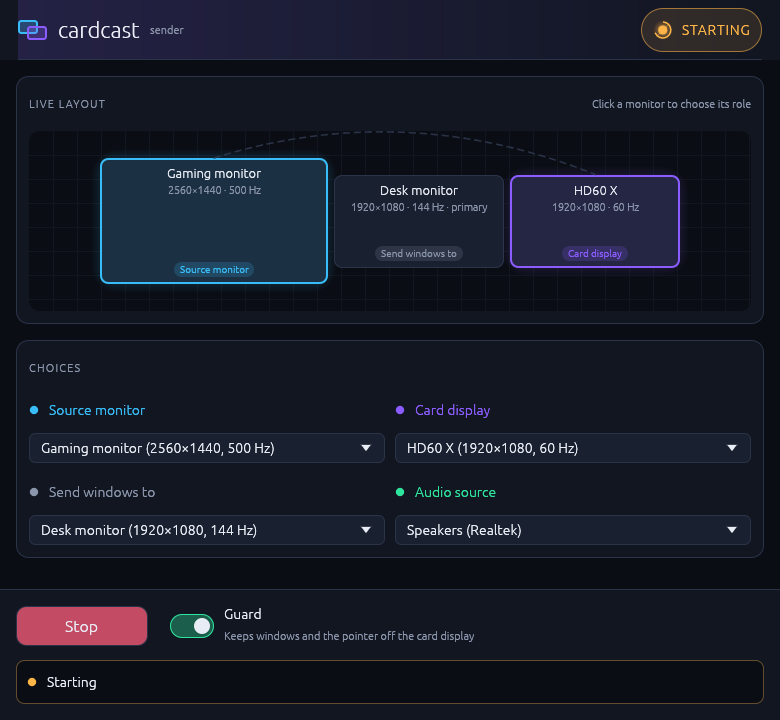 cardcast sender
STARTING
LIVE LAYOUT
Click a monitor to choose its role
Gaming monitor
2560×1440 · 500 Hz
Source monitor
Desk monitor
1920×1080 · 144 Hz · primary
Send windows to
HD60 X
1920×1080 · 60 Hz
Card display
CHOICES
Source monitor
Gaming monitor (2560×1440, 500 Hz)
Card display
HD60 X (1920×1080, 60 Hz)
Send windows to
Desk monitor (1920×1080, 144 Hz)
Audio source
Speakers (Realtek)
Stop
Guard
Keeps windows and the pointer off the card display
Starting